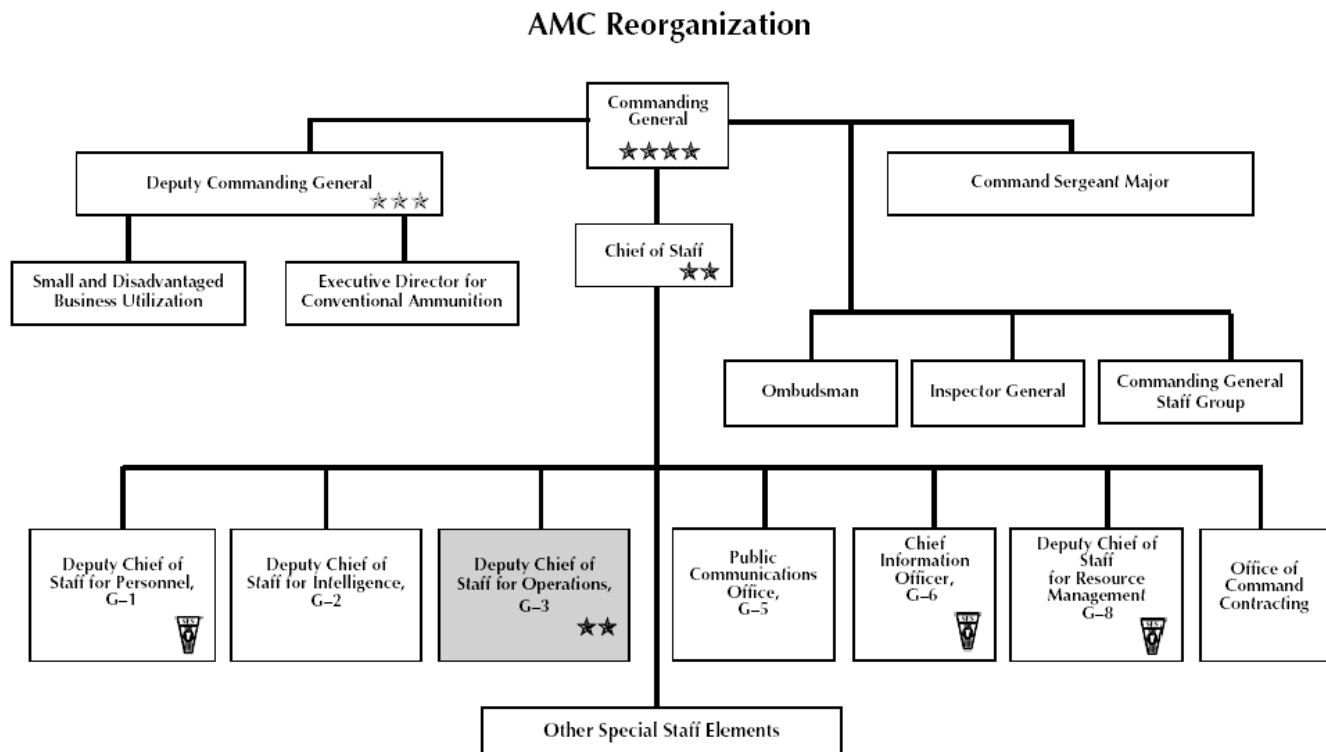 AMC Reorganization
Commanding
General
Deputy Commanding General
Command Sergeant Major
Chief of Staff
Small and Disadvantaged
Business Utilization
Executive Director for
Conventional Ammunition
Ombudsman
Inspector General
Commanding General
Staff Group
Deputy Chief of
Staff for Personnel,
G–1
SES
Deputy Chief of
Staff for Intelligence,
G–2
Deputy Chief of
Staff for Operations,
G–3
Public
Communications
Office,
G–5
Chief
Information
Officer,
G–6
SES
Deputy Chief of
Staff
for Resource
Management
G–8
SES
Office of
Command
Contracting
Other Special Staff Elements